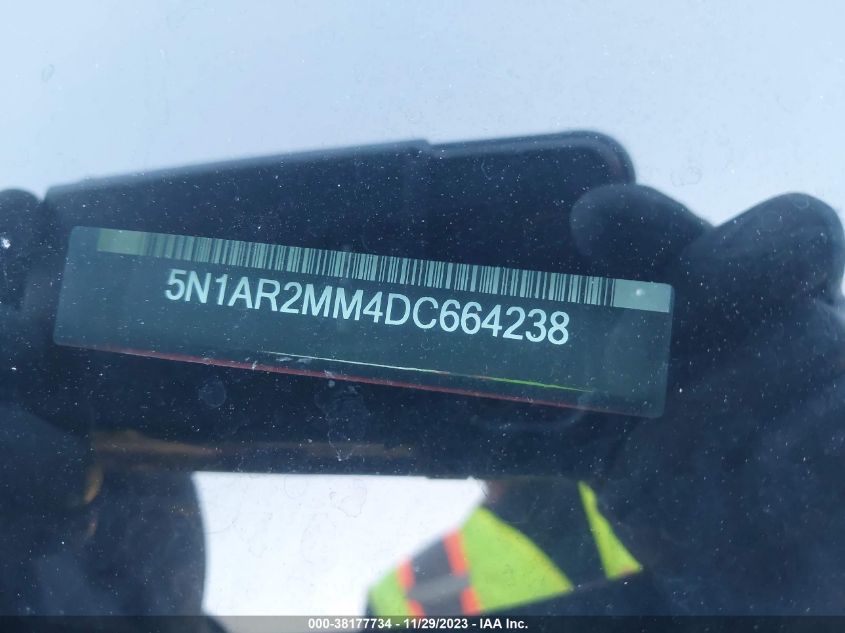 5N1AR2MM4DC664238
000-38177734 - 11/29/2023 - IAA Inc.